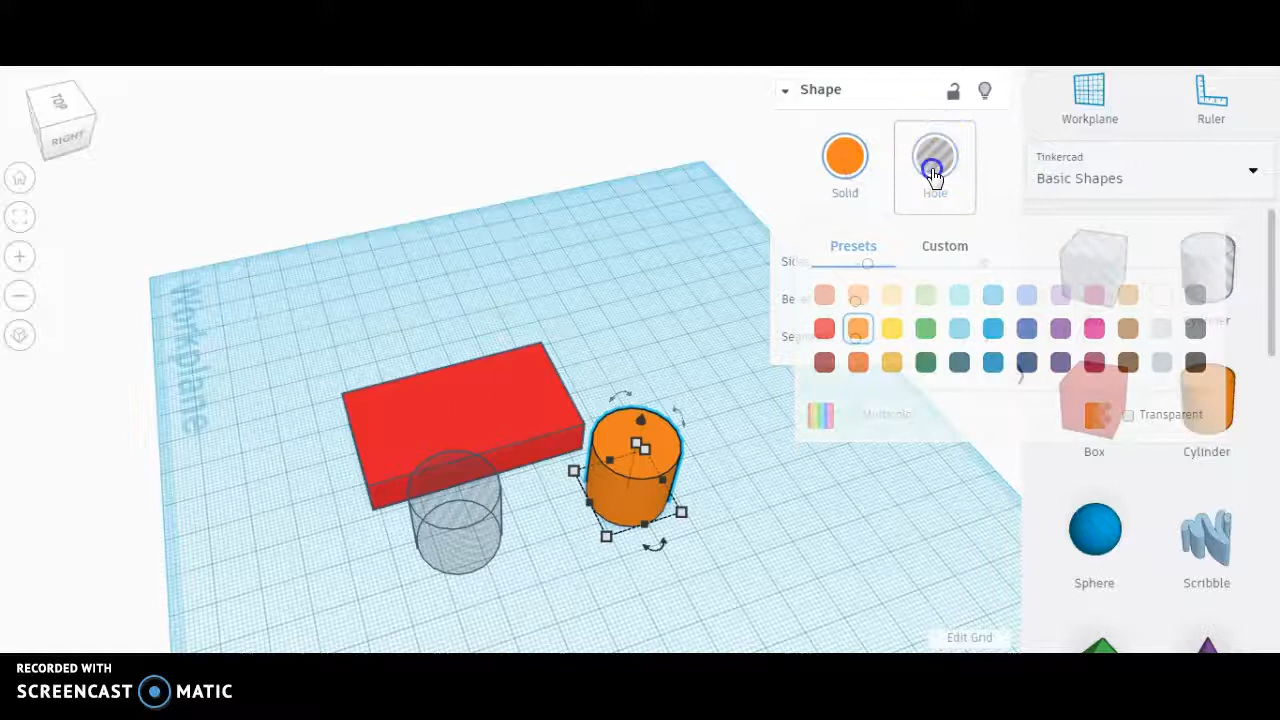 TOP
RIGHT
Workplane
Shape
Solid
Hole
Presets
Custom
Workplane
Ruler
Tinkercad
Basic Shapes
Transparent
Box
Cylinder
Sphere
Scribble
Edit Grid
RECORDED WITH
SCREENCAST MATIC